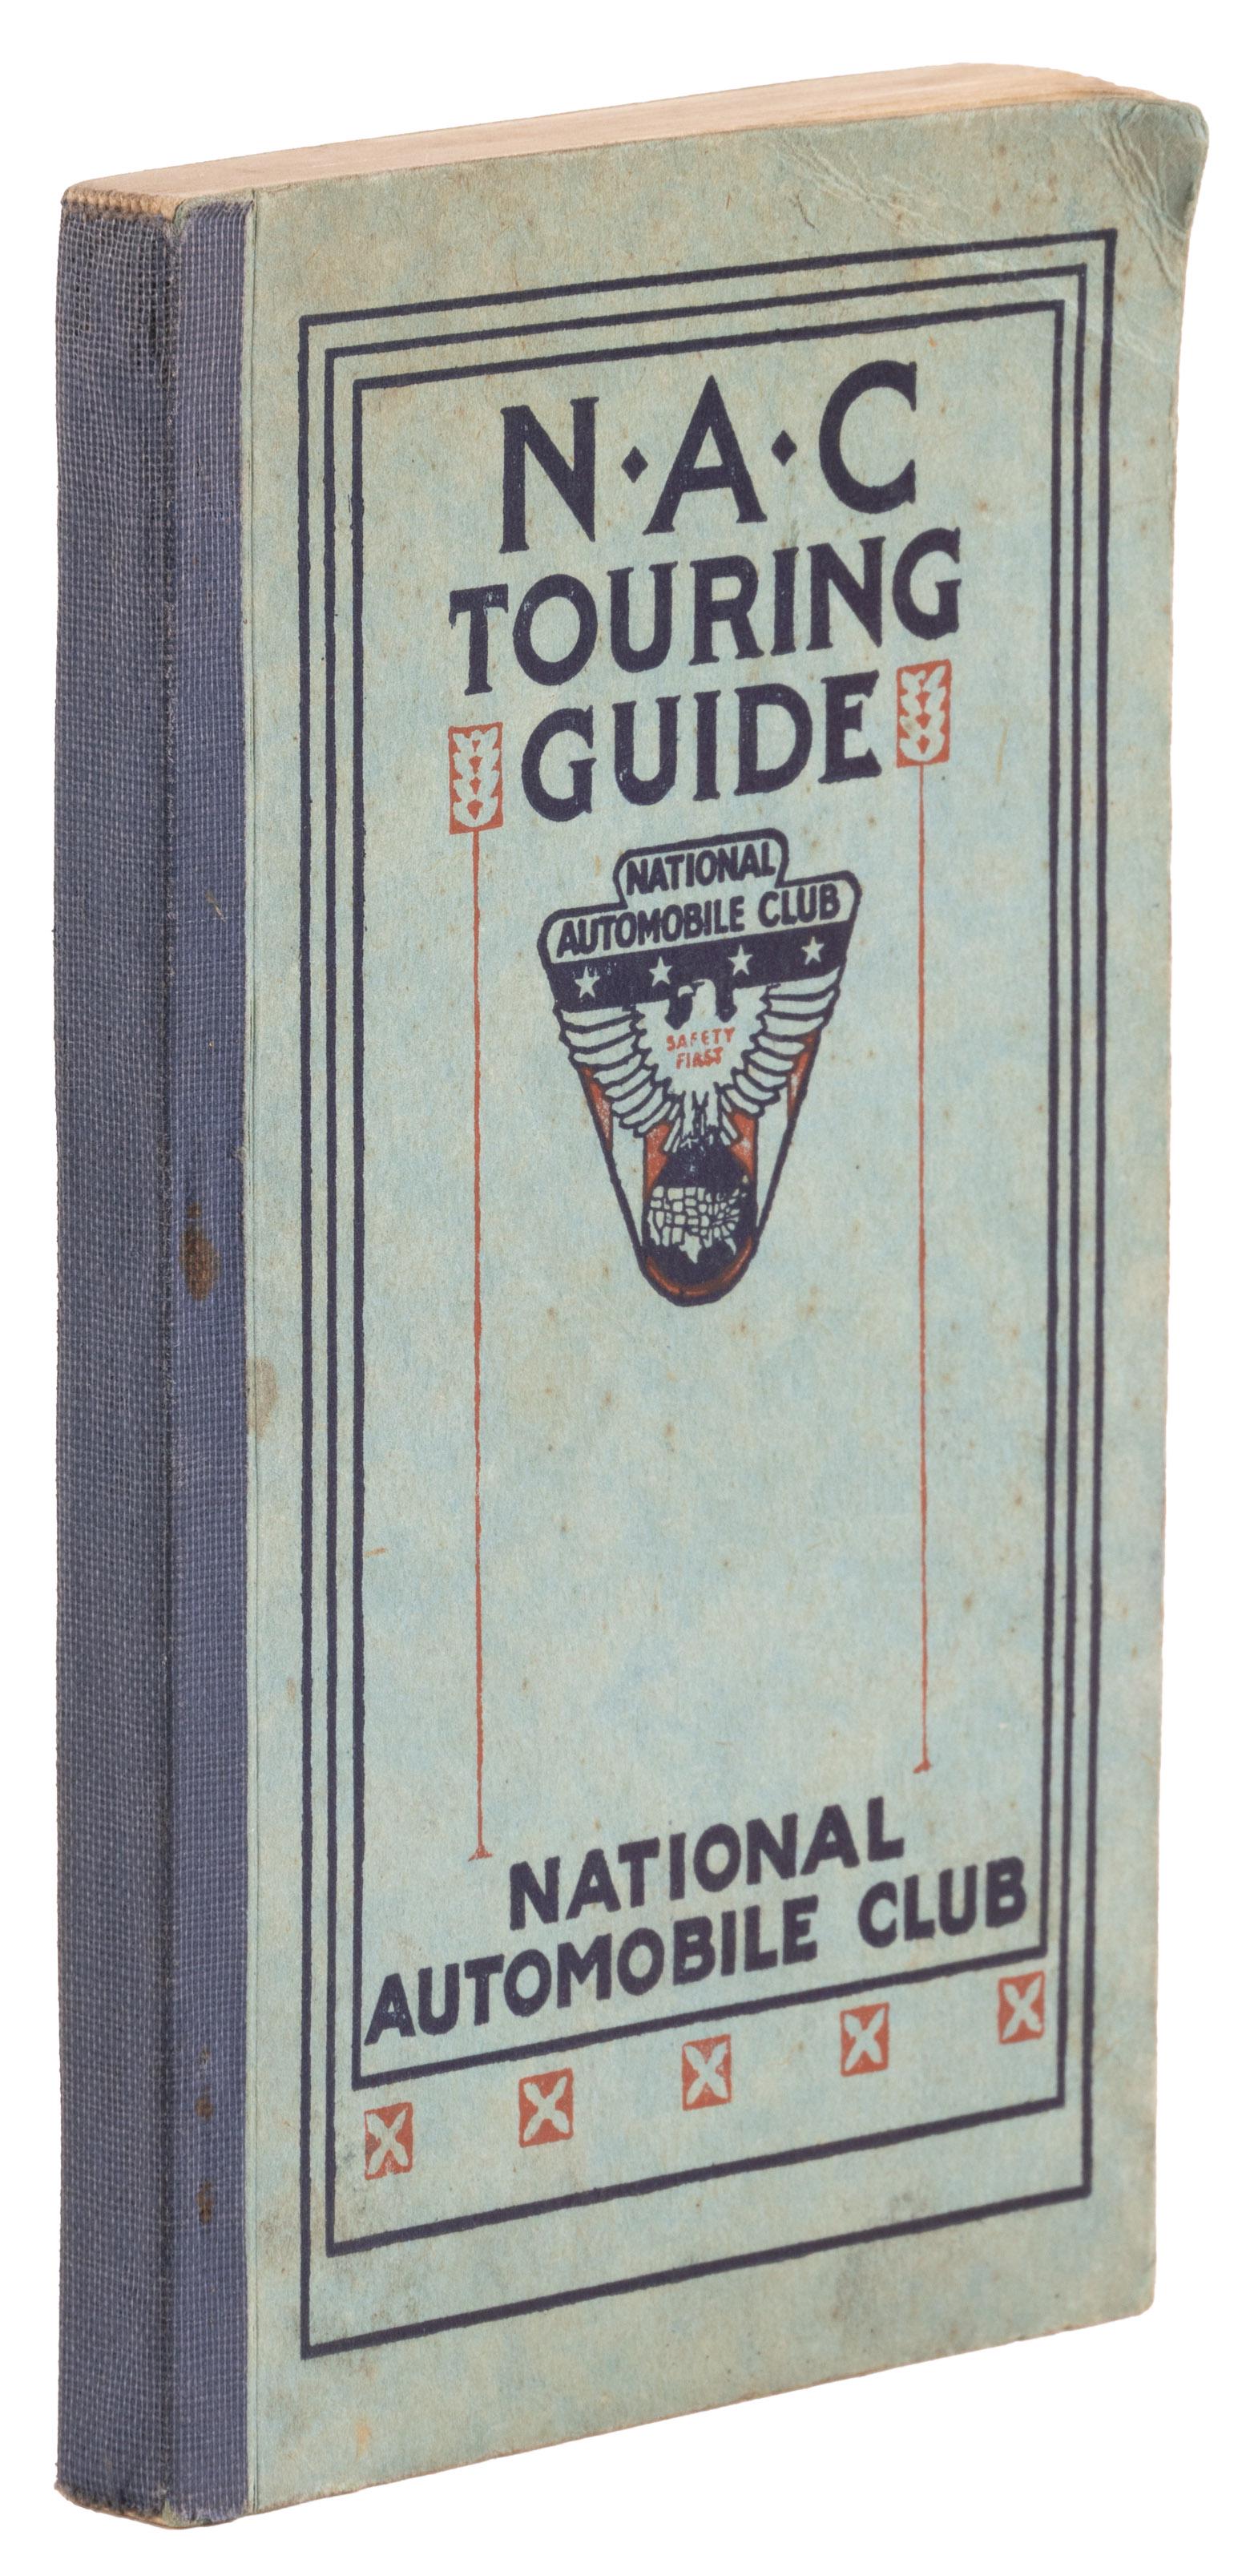 N·A·C
TOURING
GUIDE
NATIONAL
AUTOMOBILE CLUB
SAFETY
FIRST
NATIONAL
AUTOMOBILE CLUB